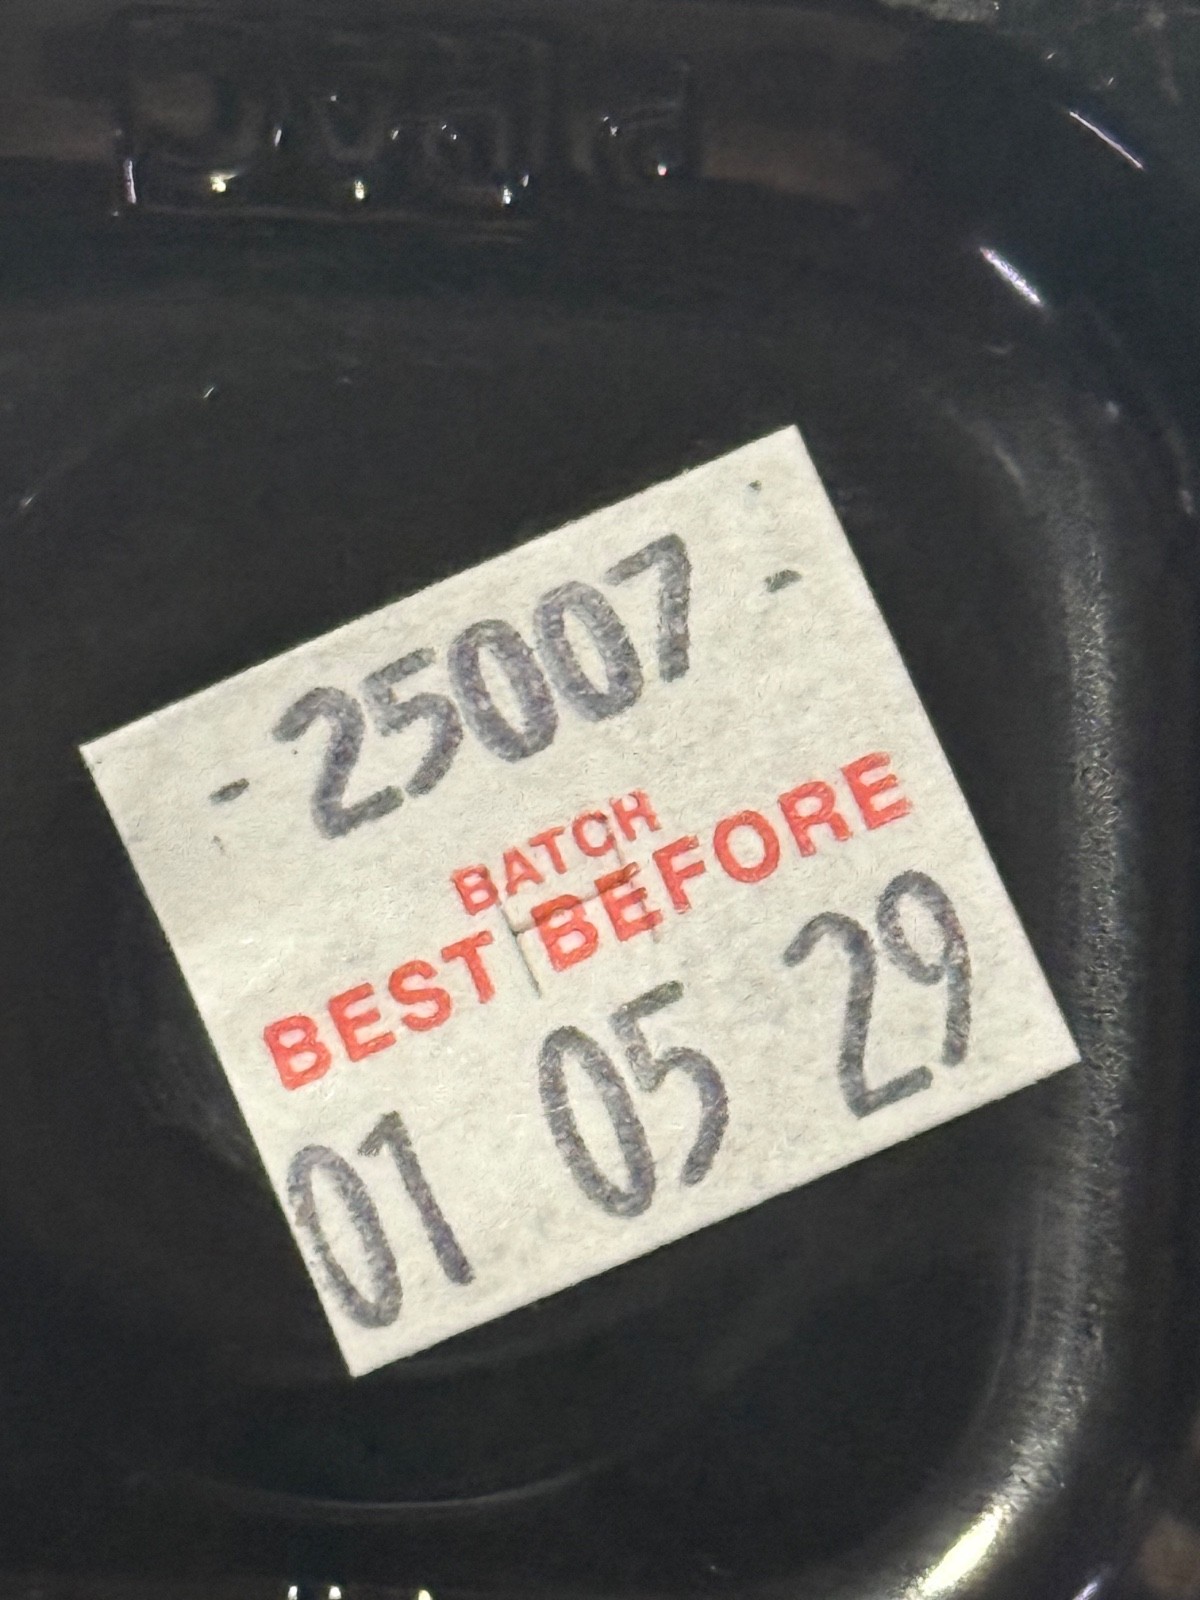 - 25007 -
BATCH
BEST BEFORE
01 05 29